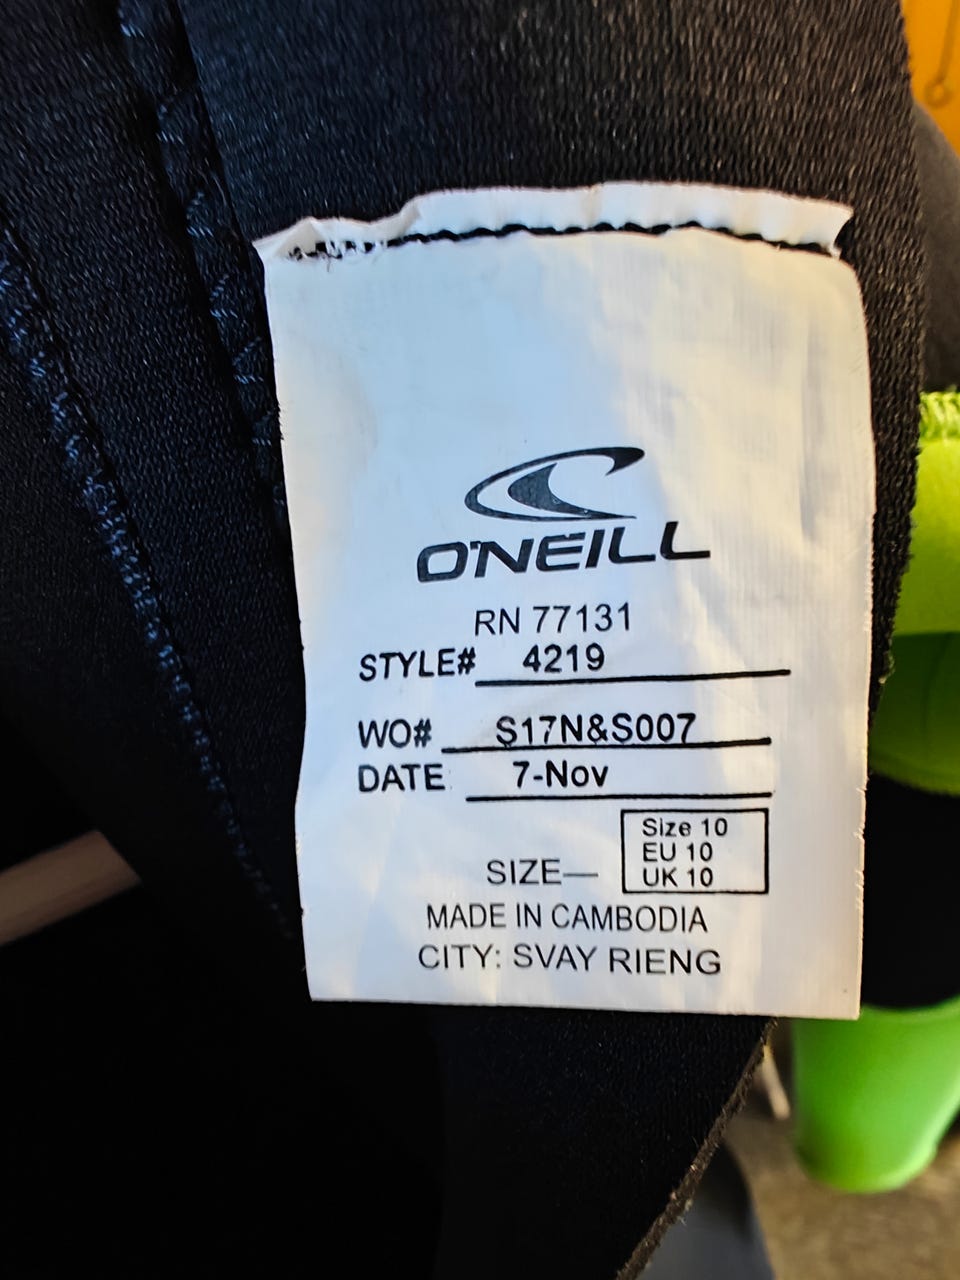 O'NEILL
RN 77131
STYLE# 4219
WO# S17N&S007
DATE 7-Nov
SIZE— Size 10
EU 10
UK 10
MADE IN CAMBODIA
CITY: SVAY RIENG